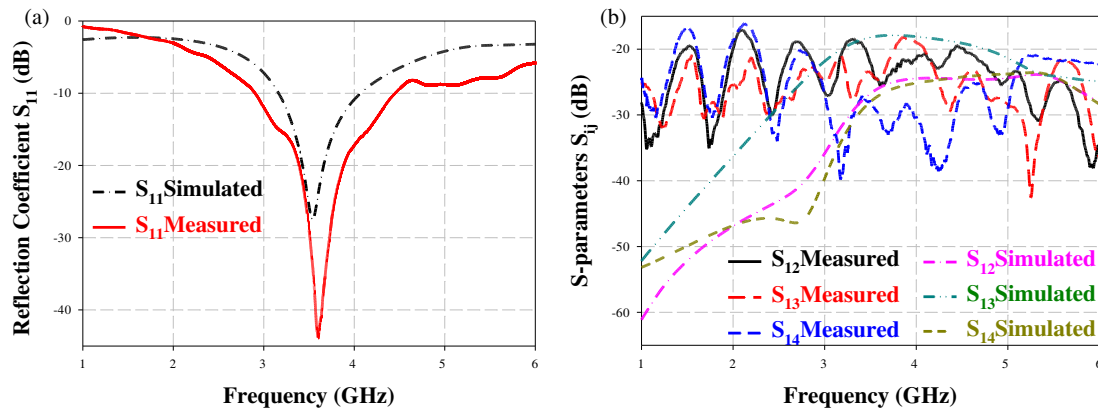 (a)
0
-10
-20
-30
-40
1 2 3 4 5 6
Reflection Coefficient S11 (dB)
Frequency (GHz)
S11Simulated
S11Measured
(b)
-20
-30
-40
-50
-60
1 2 3 4 5 6
S-parameters Sij (dB)
Frequency (GHz)
S12Measured
S13Measured
S14Measured
S12Simulated
S13Simulated
S14Simulated